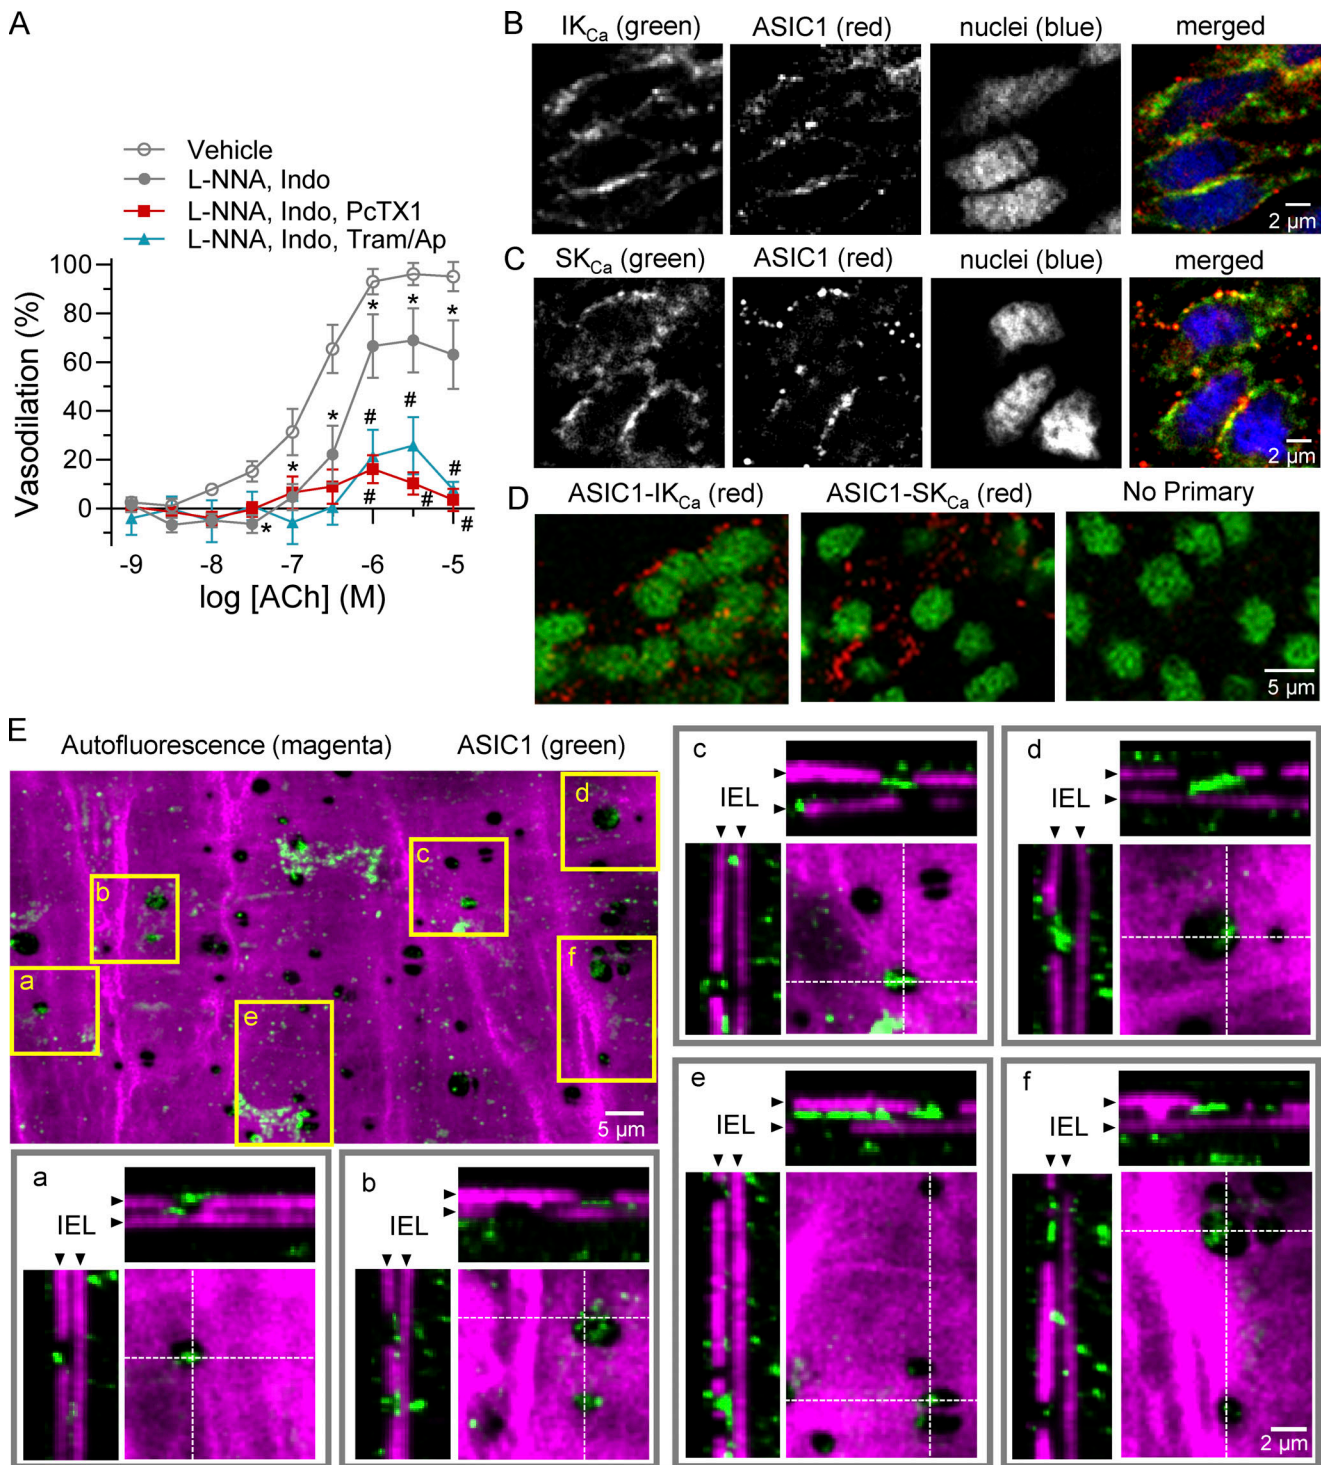 A
Vehicle
L-NNA, Indo
L-NNA, Indo, PcTX1
L-NNA, Indo, Tram/Ap
Vasodilation (%)
100
80
60
40
20
0
* * *
*
*
*
# #
#
# # #
-9 -8 -7 -6 -5
log [ACh] (M)
B
IKCa (green) ASIC1 (red) nuclei (blue) merged
2 µm
C
SKCa (green) ASIC1 (red) nuclei (blue) merged
2 µm
D
ASIC1-IKCa (red) ASIC1-SKCa (red) No Primary
5 µm
E
Autofluorescence (magenta) ASIC1 (green)
a
b
c
d
e
f
5 µm
a
IEL
b
IEL
c
IEL
d
IEL
e
IEL
f
IEL
2 µm